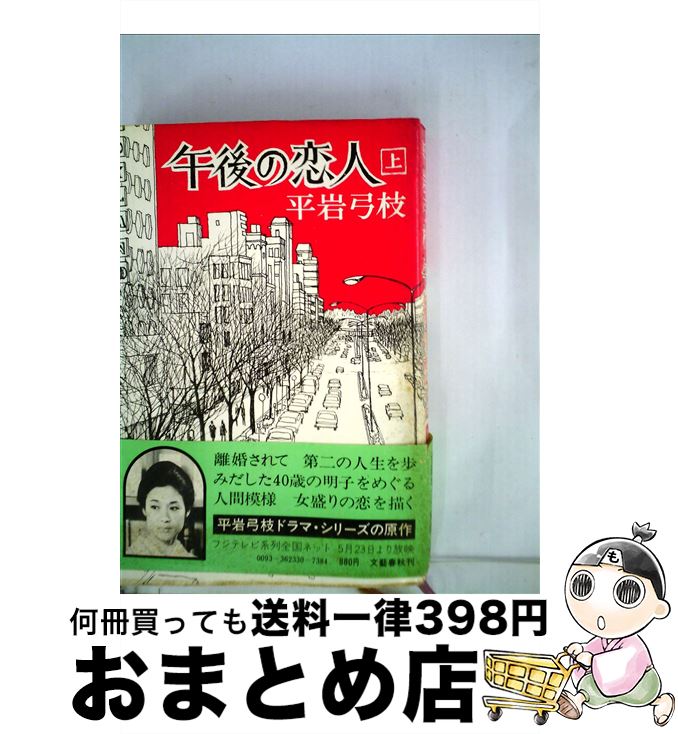 午後の恋人 上
平岩弓枝
離婚されて 第二の人生を歩
みだした40歳の明子をめぐる
人間模様 女盛りの恋を描く
平岩弓枝ドラマ・シリーズの原作
フジテレビ系列全国ネット 5月23日より放映
0093-362330-7384 880円 文藝春秋刊
も
何冊買っても送料一律398円
おまとめ店